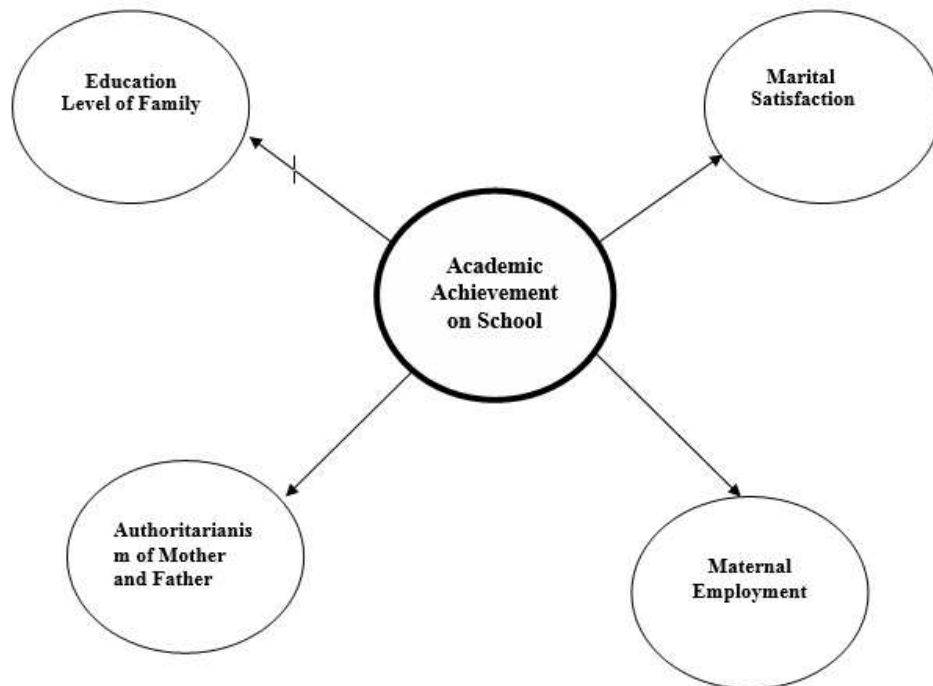 Education
Level of Family
Marital
Satisfaction
Academic
Achievement
on School
Authoritarianis
m of Mother
and Father
Maternal
Employment